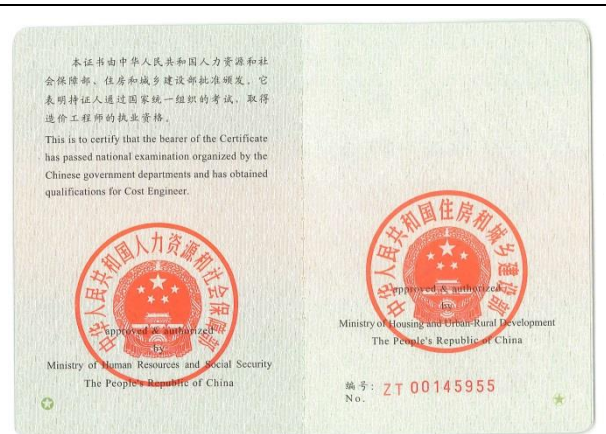 本证书由中华人民共和国人力资源和社
会保障部、住房和城乡建设部批准颁发。它
表明持证人通过国家统一组织的考试，取得
造价工程师的执业资格。
This is to certify that the bearer of the Certificate
has passed national examination organized by the
Chinese government departments and has obtained
qualifications for Cost Engineer.
中华人民共和国人力资源和社会保障部
approved & authorized
by
Ministry of Human Resources and Social Security
The People's Republic of China
中华人民共和国住房和城乡建设部
approved & authorized
by
Ministry of Housing and Urban-Rural Development
The People's Republic of China
编号: ZT 00145955
No.